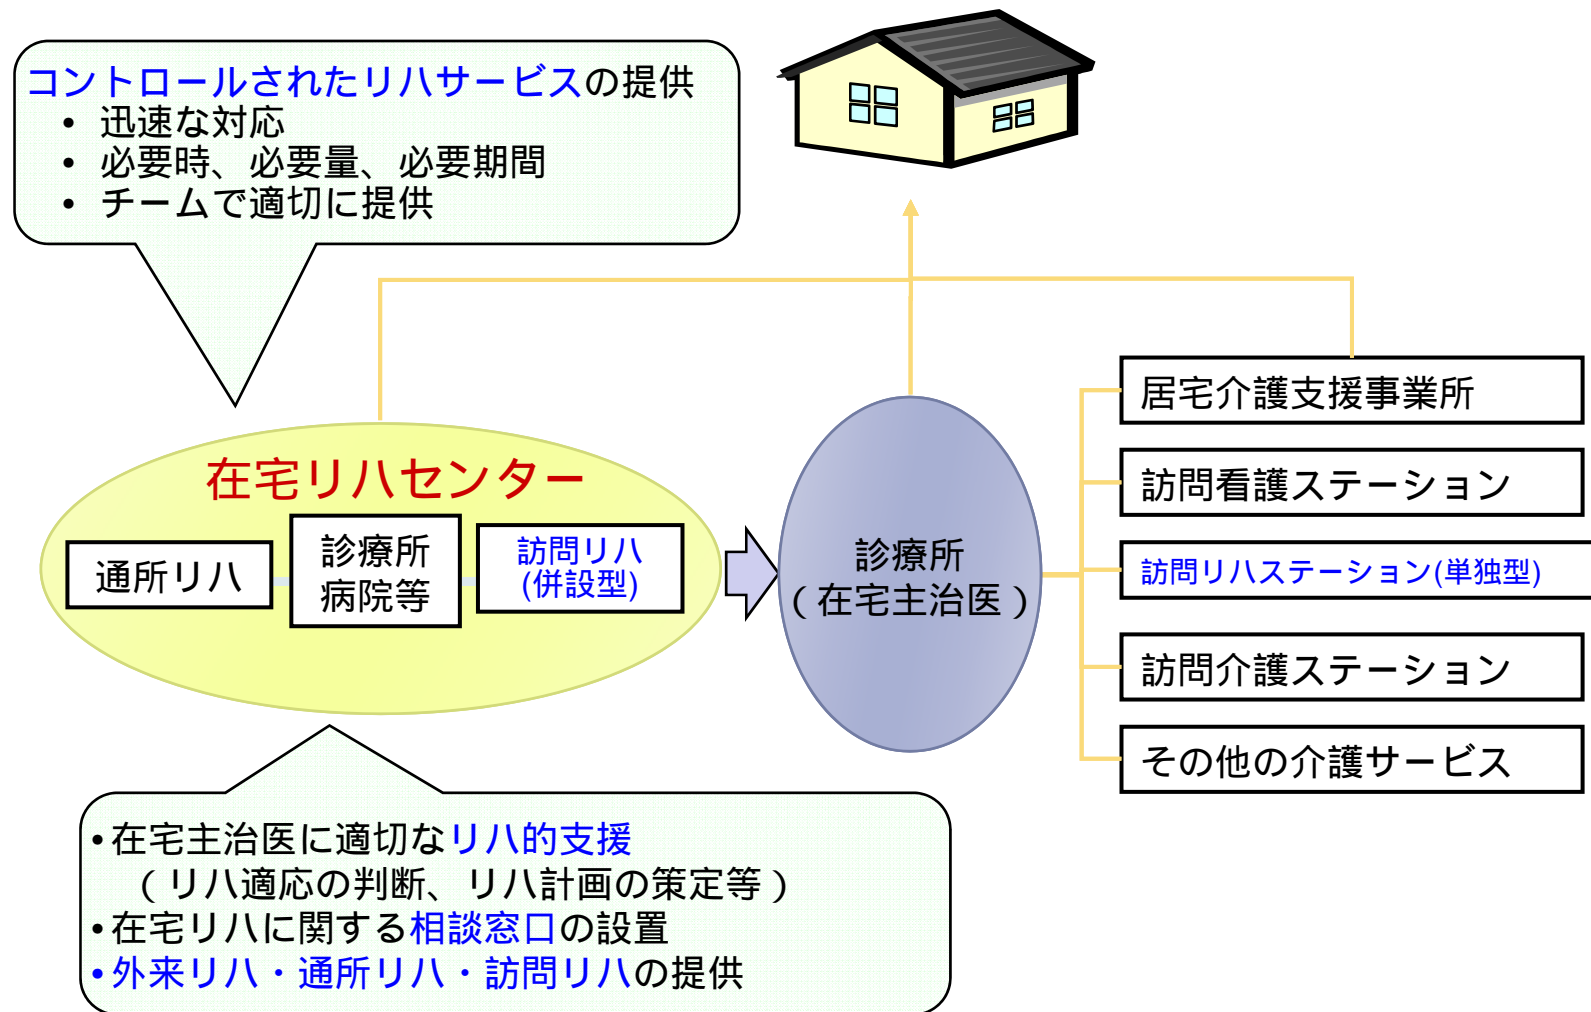 コントロールされたリハサービスの提供
• 迅速な対応
• 必要時、必要量、必要期間
• チームで適切に提供
在宅リハセンター
通所リハ
診療所
病院等
訪問リハ
(併設型)
診療所
（在宅主治医）
居宅介護支援事業所
訪問看護ステーション
訪問リハステーション(単独型)
訪問介護ステーション
その他の介護サービス
•在宅主治医に適切なリハ的支援
（リハ適応の判断、リハ計画の策定等）
•在宅リハに関する相談窓口の設置
•外来リハ・通所リハ・訪問リハの提供